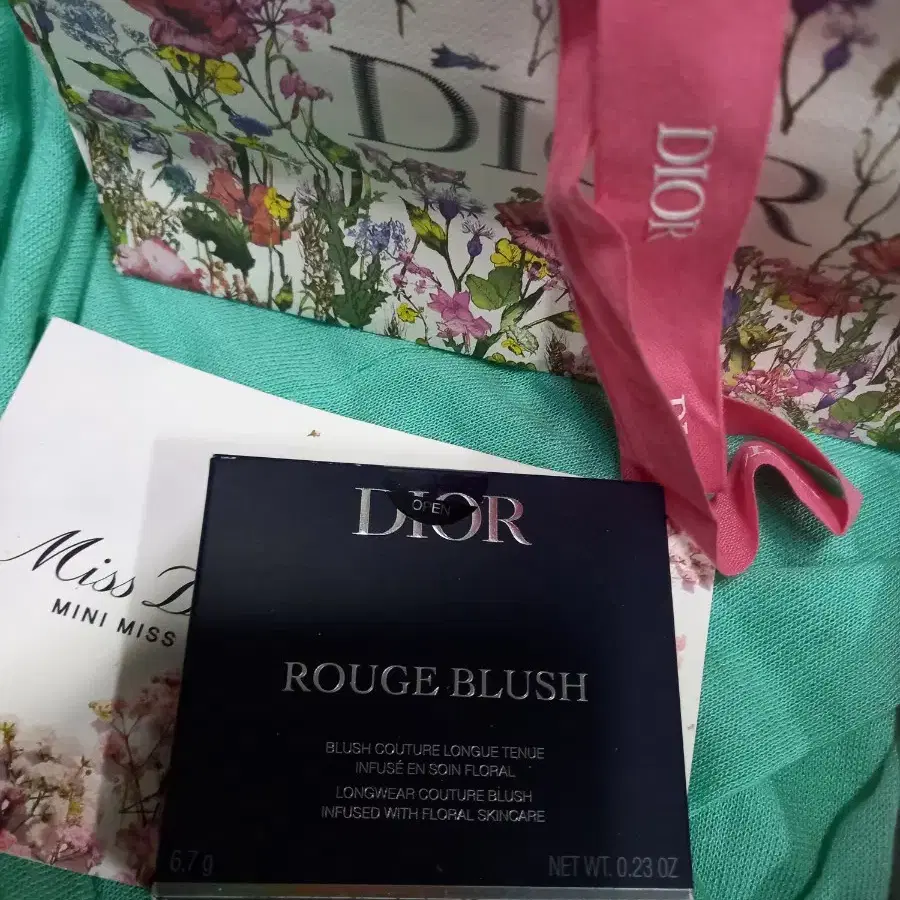 DIOR
DIOR
Miss D
MINI MISS
DIOR
OPEN
ROUGE BLUSH
BLUSH COUTURE LONGUE TENUE
INFUSÉ EN SOIN FLORAL
LONGWEAR COUTURE BLUSH
INFUSED WITH FLORAL SKINCARE
6.7 g
NET WT. 0.23 OZ